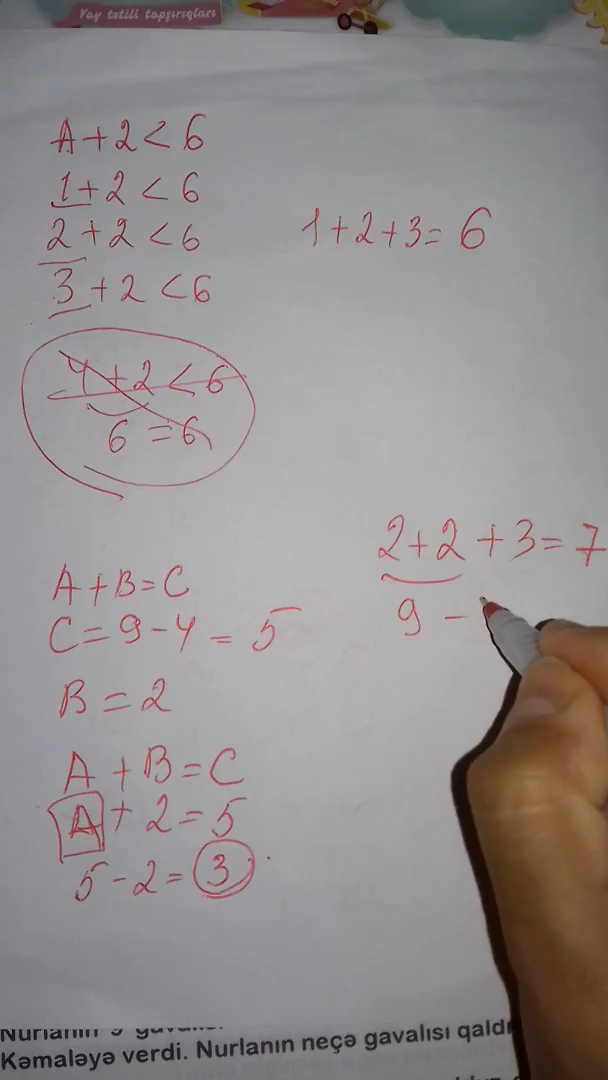 Yay tətili tapşırıqları
A+2<6
1+2<6
2+2<6
3+2<6
1+2+3=6
4+2<6
6=6
2+2+3=7
9-
A+B=C
C=9-4=5
B=2
A+B=C
A+2=5
5-2=3
Kəmaləyə verdi. Nurlanın neçə gavalısı